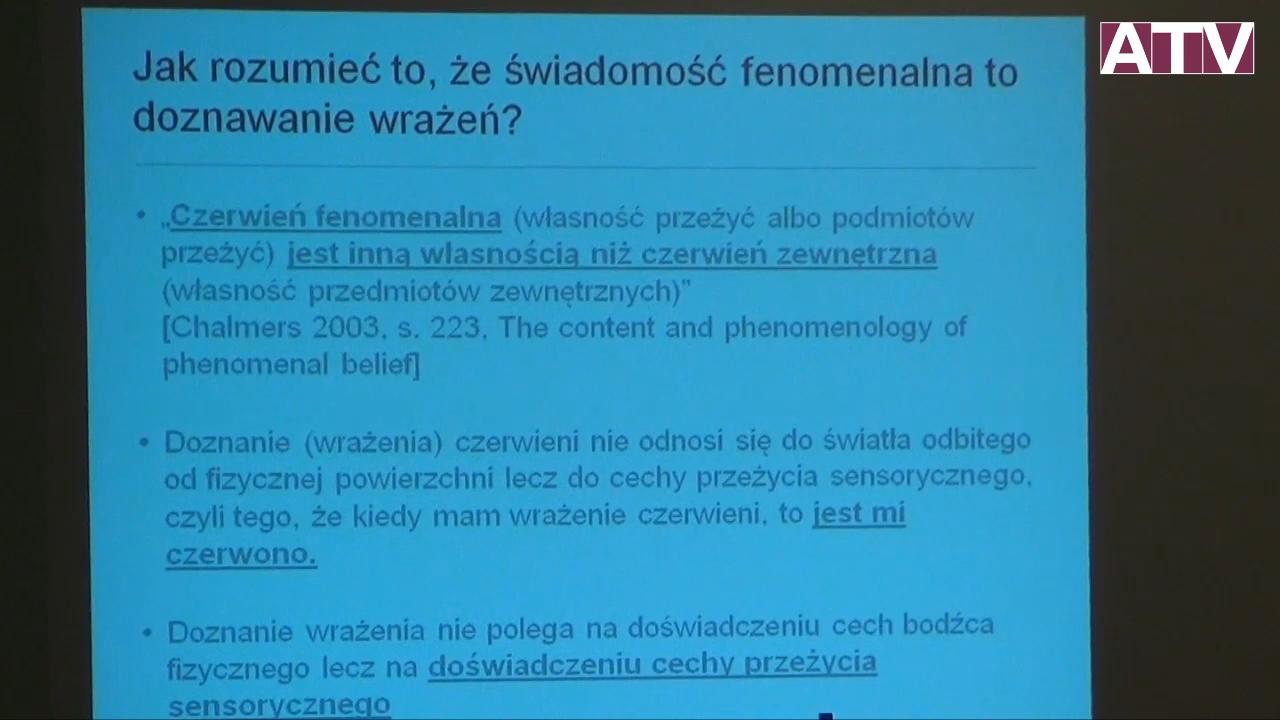 ATV
Jak rozumieć to, że świadomość fenomenalna to
doznawanie wrażeń?
• „Czerwień fenomenalna (własność przeżyć albo podmiotów
przeżyć) jest inną własnością niż czerwień zewnętrzna
(własność przedmiotów zewnętrznych)”
[Chalmers 2003, s. 223, The content and phenomenology of
phenomenal belief]
• Doznanie (wrażenia) czerwieni nie odnosi się do światła odbitego
od fizycznej powierzchni lecz do cechy przeżycia sensorycznego,
czyli tego, że kiedy mam wrażenie czerwieni, to jest mi
czerwono.
• Doznanie wrażenia nie polega na doświadczeniu cech bodźca
fizycznego lecz na doświadczeniu cechy przeżycia
sensorycznego